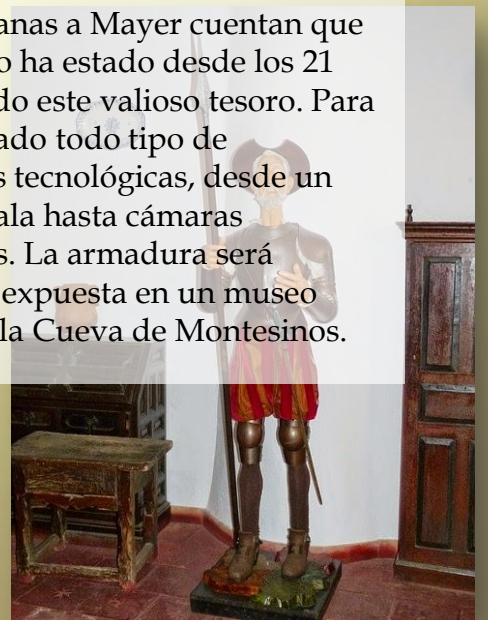 anas a Mayer cuentan que
o ha estado desde los 21
do este valioso tesoro. Para
ado todo tipo de
s tecnológicas, desde un
ala hasta cámaras
s. La armadura será
expuesta en un museo
la Cueva de Montesinos.